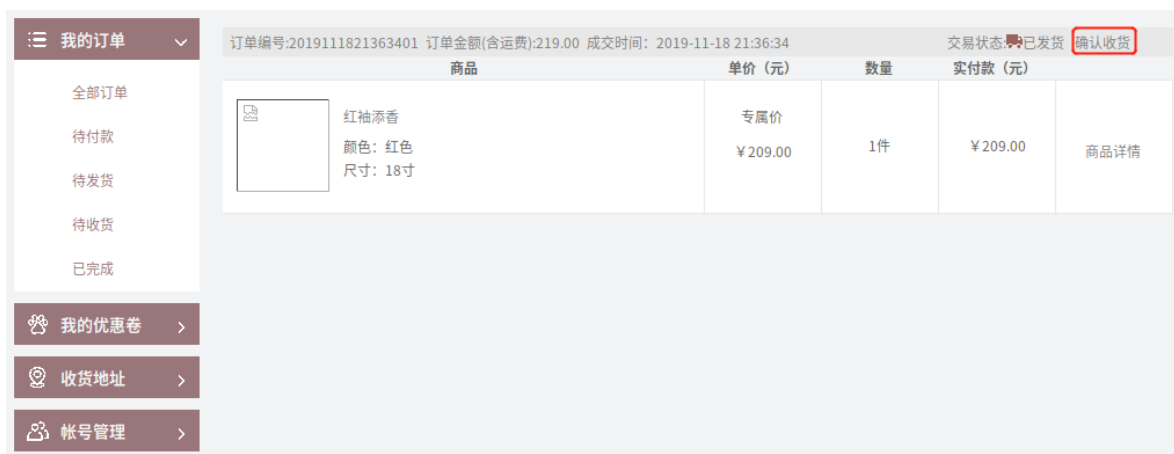 我的订单
全部订单
待付款
待发货
待收货
已完成
我的优惠卷
收货地址
帐号管理
订单编号:2019111821363401 订单金额(含运费):219.00 成交时间：2019-11-18 21:36:34 交易状态:已发货 确认收货
商品 单价（元） 数量 实付款（元）
红袖添香
颜色：红色
尺寸：18寸
专属价
￥209.00
1件
￥209.00
商品详情